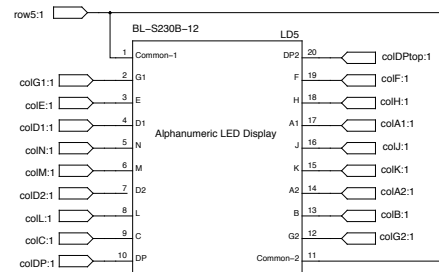 row5:1
BL-S230B-12
LD5
1 Common-1 DP2 20 colDPtop:1
colG1:1 2 G1 F 19 colF:1
colE:1 3 E H 18 colH:1
colD1:1 4 D1 A1 17 colA1:1
colN:1 5 N Alphanumeric LED Display J 16 colJ:1
colM:1 6 M K 15 colK:1
colD2:1 7 D2 A2 14 colA2:1
colL:1 8 L B 13 colB:1
colC:1 9 C G2 12 colG2:1
colDP:1 10 DP Common-2 11